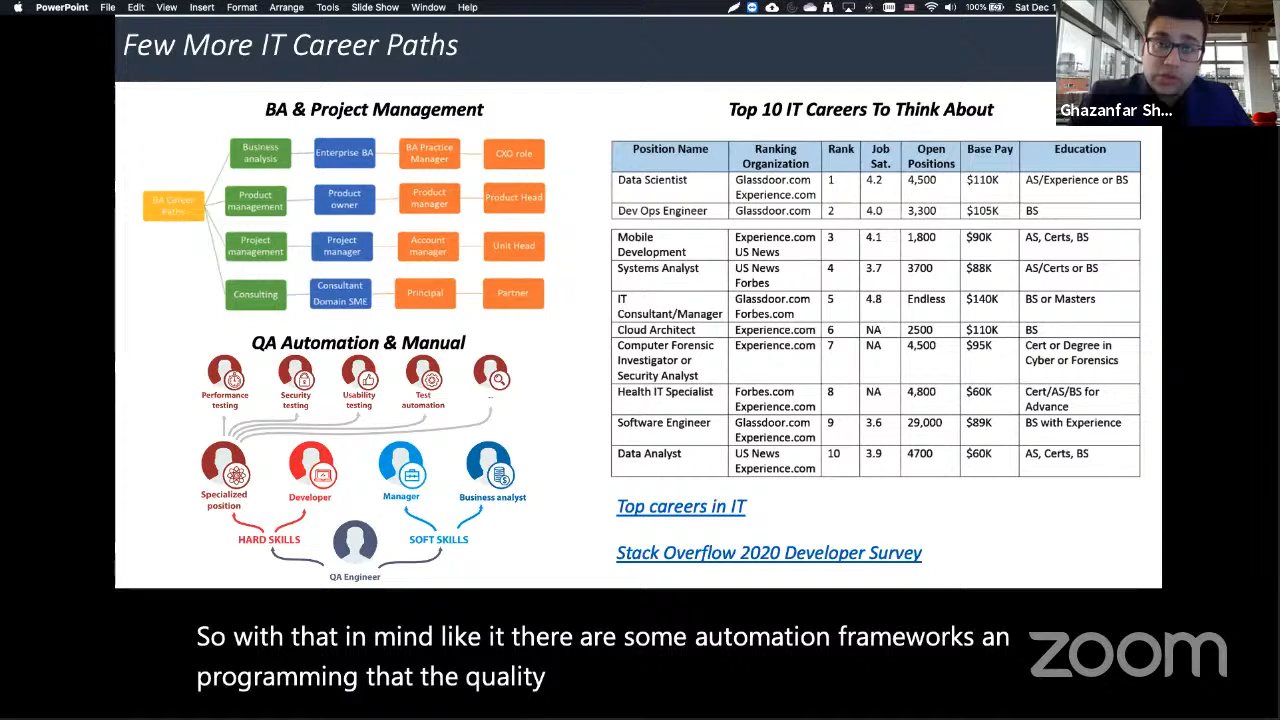 PowerPoint File Edit View Insert Format Arrange Tools Slide Show Window Help 100% Sat Dec 1
Few More IT Career Paths
Ghazanfar Sh...
BA & Project Management
Business analysis Enterprise BA BA Practice Manager CXO role
BA Career Paths
Product management Product owner Product manager Product Head
Project management Project manager Account manager Unit Head
Consulting Consultant Domain SME Principal Partner
QA Automation & Manual
Performance testing Security testing Usability testing Test automation ...
Specialized position Developer Manager Business analyst
HARD SKILLS SOFT SKILLS
QA Engineer
Top 10 IT Careers To Think About
Position Name Ranking Organization Rank Job Sat. Open Positions Base Pay Education
Data Scientist Glassdoor.com Experience.com 1 4.2 4,500 $110K AS/Experience or BS
Dev Ops Engineer Glassdoor.com 2 4.0 3,300 $105K BS
Mobile Development Experience.com US News 3 4.1 1,800 $90K AS, Certs, BS
Systems Analyst US News Forbes 4 3.7 3700 $88K AS/Certs or BS
IT Consultant/Manager Glassdoor.com Forbes.com 5 4.8 Endless $140K BS or Masters
Cloud Architect Experience.com 6 NA 2500 $110K BS
Computer Forensic Investigator or Security Analyst Experience.com 7 NA 4,500 $95K Cert or Degree in Cyber or Forensics
Health IT Specialist Forbes.com Experience.com 8 NA 4,800 $60K Cert/AS/BS for Advance
Software Engineer Glassdoor.com Experience.com 9 3.6 29,000 $89K BS with Experience
Data Analyst US News Experience.com 10 3.9 4700 $60K AS, Certs, BS
Top careers in IT
Stack Overflow 2020 Developer Survey
So with that in mind like it there are some automation frameworks an
programming that the quality
zoom